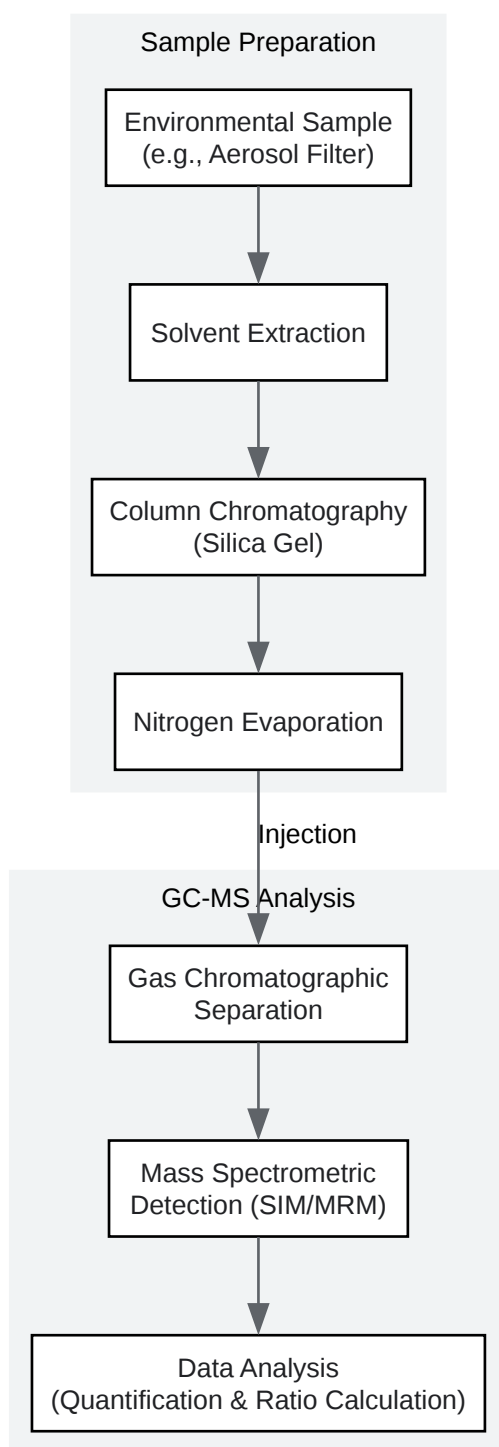 Sample Preparation
Environmental Sample
(e.g., Aerosol Filter)
Solvent Extraction
Column Chromatography
(Silica Gel)
Nitrogen Evaporation
Injection
GC-MS Analysis
Gas Chromatographic
Separation
Mass Spectrometric
Detection (SIM/MRM)
Data Analysis
(Quantification & Ratio Calculation)